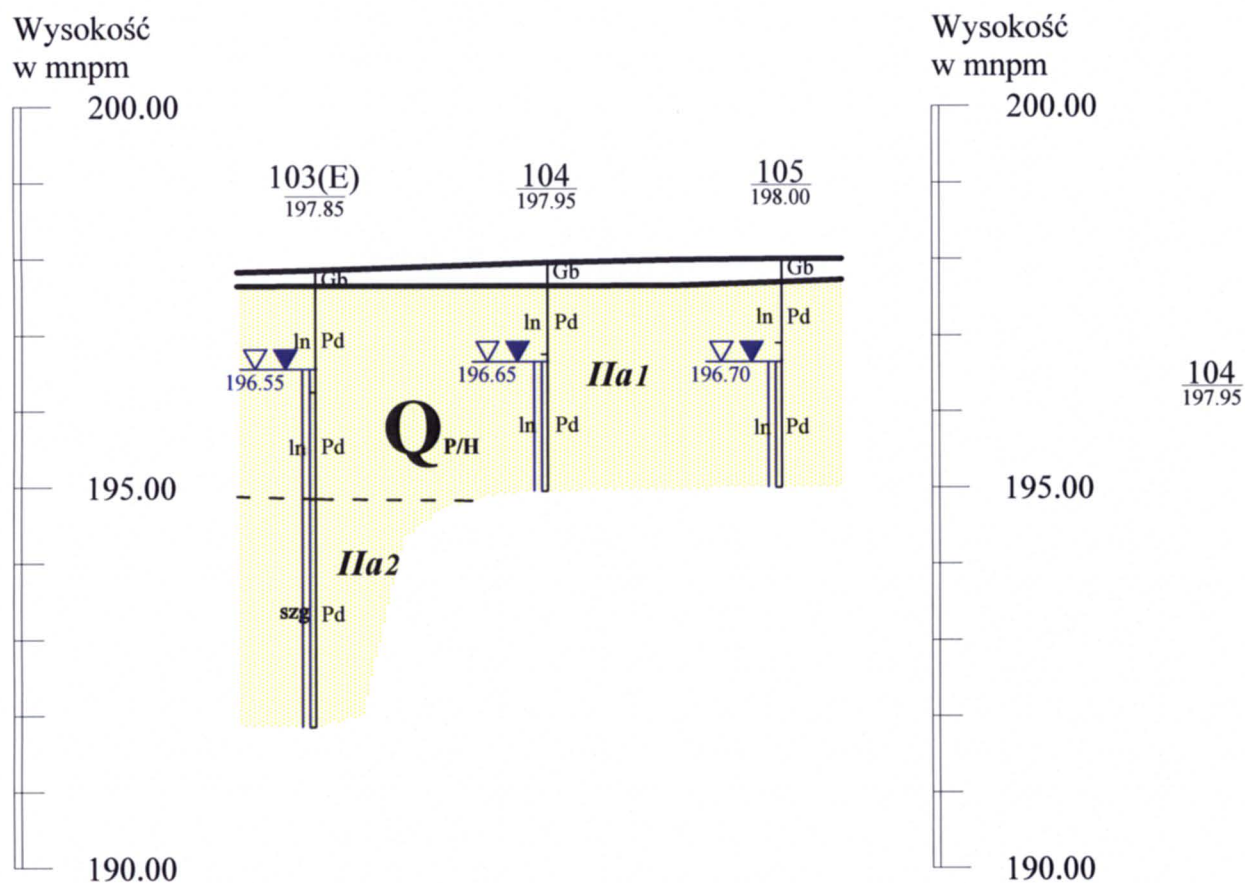 Wysokość
w mnpm
200.00
195.00
190.00
103(E)
197.85
104
197.95
105
198.00
Gb
Gb
Gb
ln Pd
ln Pd
ln Pd
196.55
196.65
196.70
IIa1
Q P/H
ln Pd
ln Pd
ln Pd
IIa2
szg Pd
Wysokość
w mnpm
200.00
195.00
190.00
104
197.95